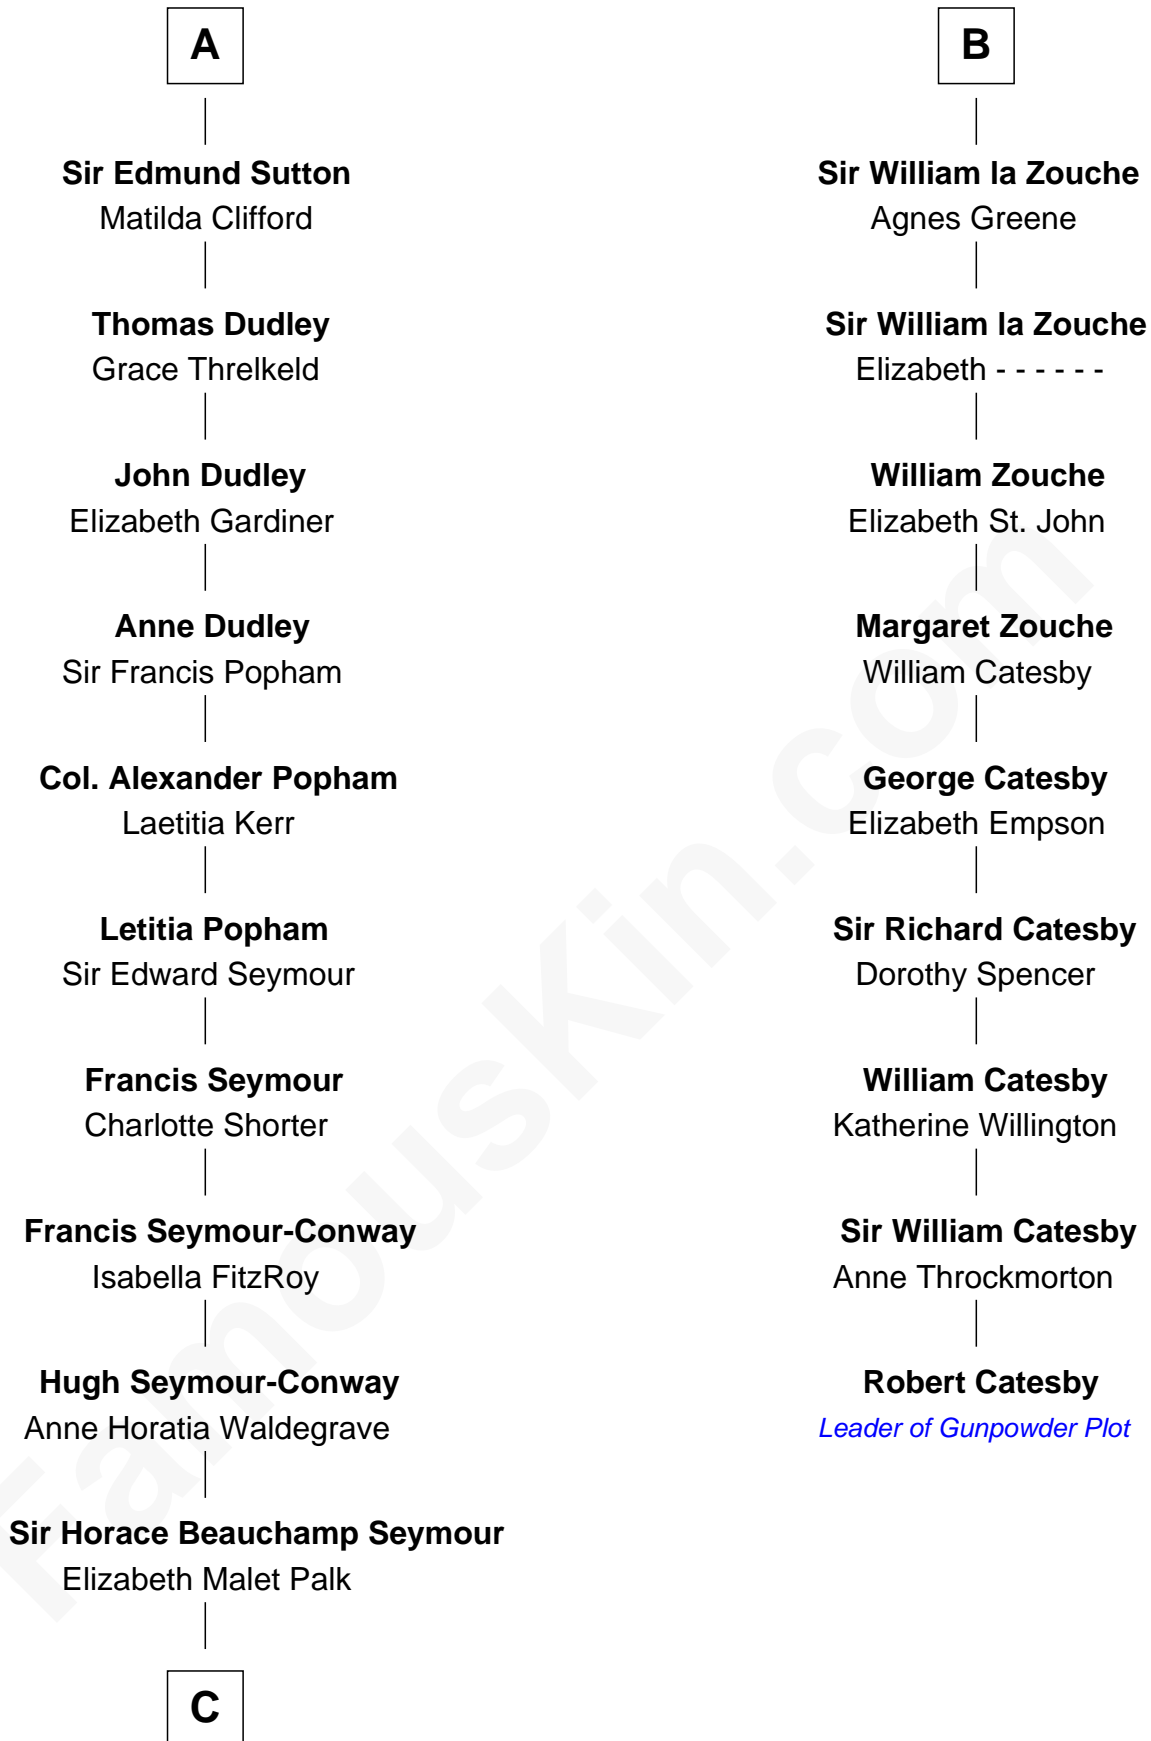 A
Sir Edmund Sutton
Matilda Clifford
Thomas Dudley
Grace Threlkeld
John Dudley
Elizabeth Gardiner
Anne Dudley
Sir Francis Popham
Col. Alexander Popham
Laetitia Kerr
Letitia Popham
Sir Edward Seymour
Francis Seymour
Charlotte Shorter
Francis Seymour-Conway
Isabella FitzRoy
Hugh Seymour-Conway
Anne Horatia Waldegrave
Sir Horace Beauchamp Seymour
Elizabeth Malet Palk
C
B
Sir William la Zouche
Agnes Greene
Sir William la Zouche
Elizabeth - - - - - -
William Zouche
Elizabeth St. John
Margaret Zouche
William Catesby
George Catesby
Elizabeth Empson
Sir Richard Catesby
Dorothy Spencer
William Catesby
Katherine Willington
Sir William Catesby
Anne Throckmorton
Robert Catesby
Leader of Gunpowder Plot
FamousKin.com